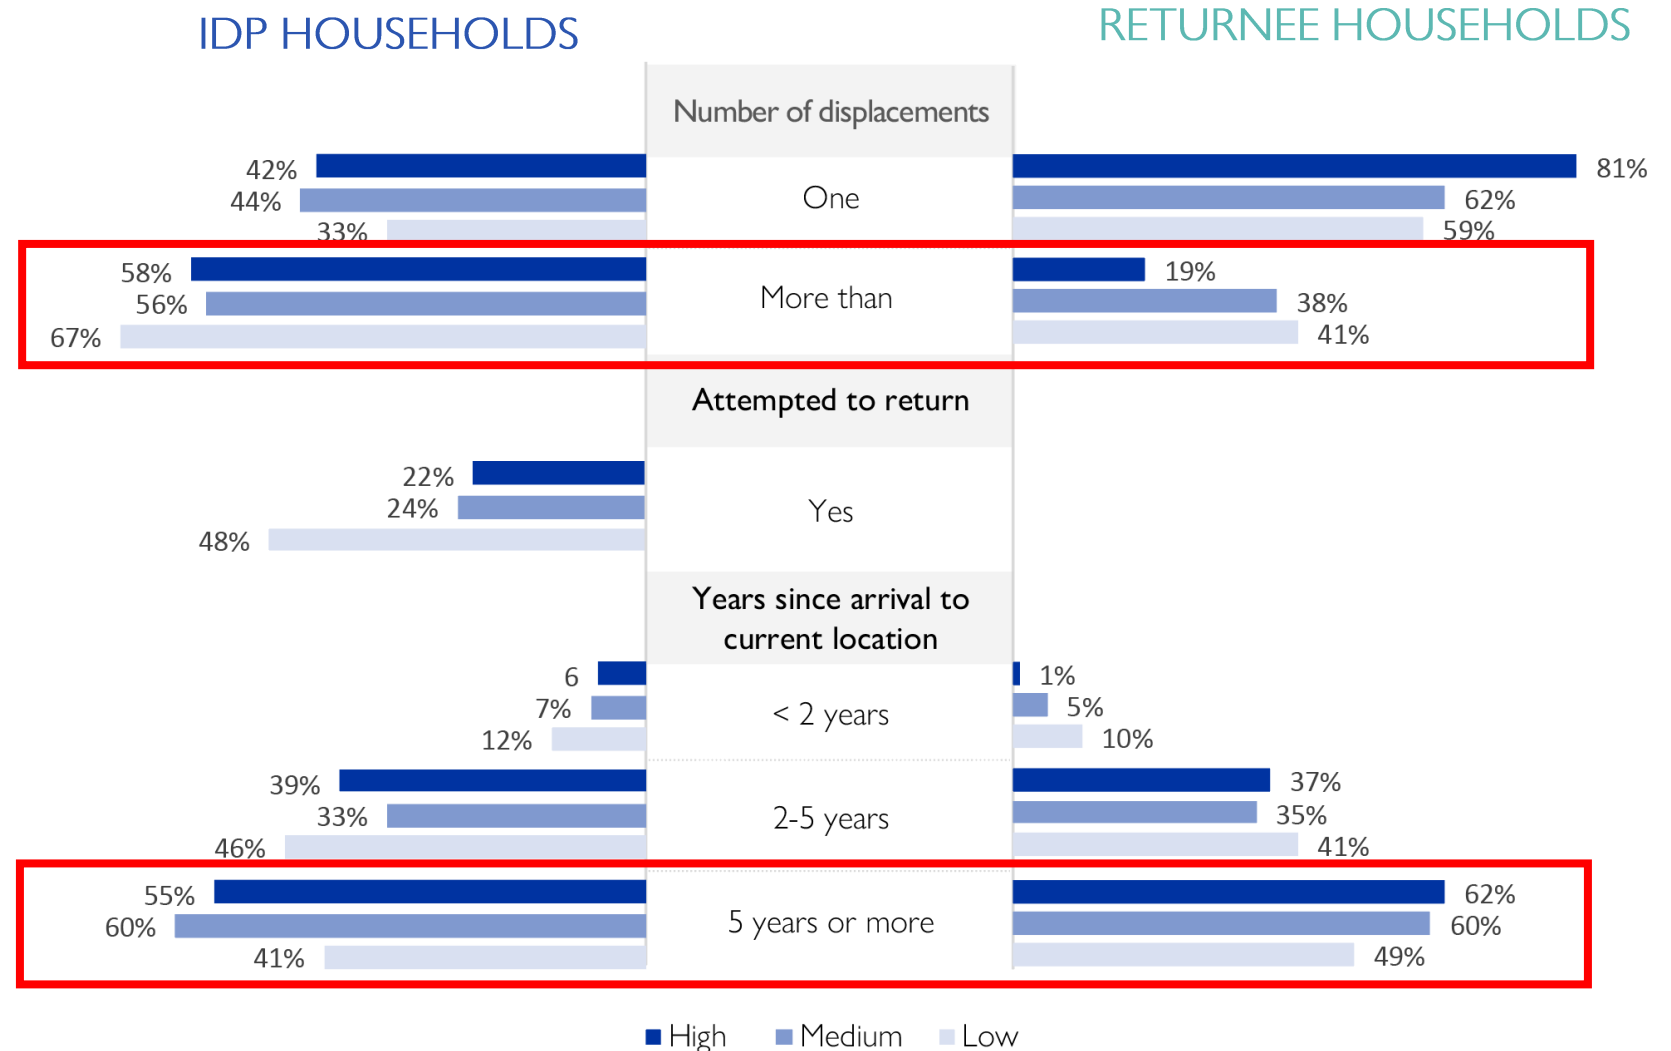 IDP HOUSEHOLDS
RETURNEE HOUSEHOLDS
Number of displacements
42%
44%
33%
One
81%
62%
59%
58%
56%
67%
More than
19%
38%
41%
Attempted to return
22%
24%
48%
Yes
Years since arrival to
current location
6
7%
12%
< 2 years
1%
5%
10%
39%
33%
46%
2-5 years
37%
35%
41%
55%
60%
41%
5 years or more
62%
60%
49%
High Medium Low